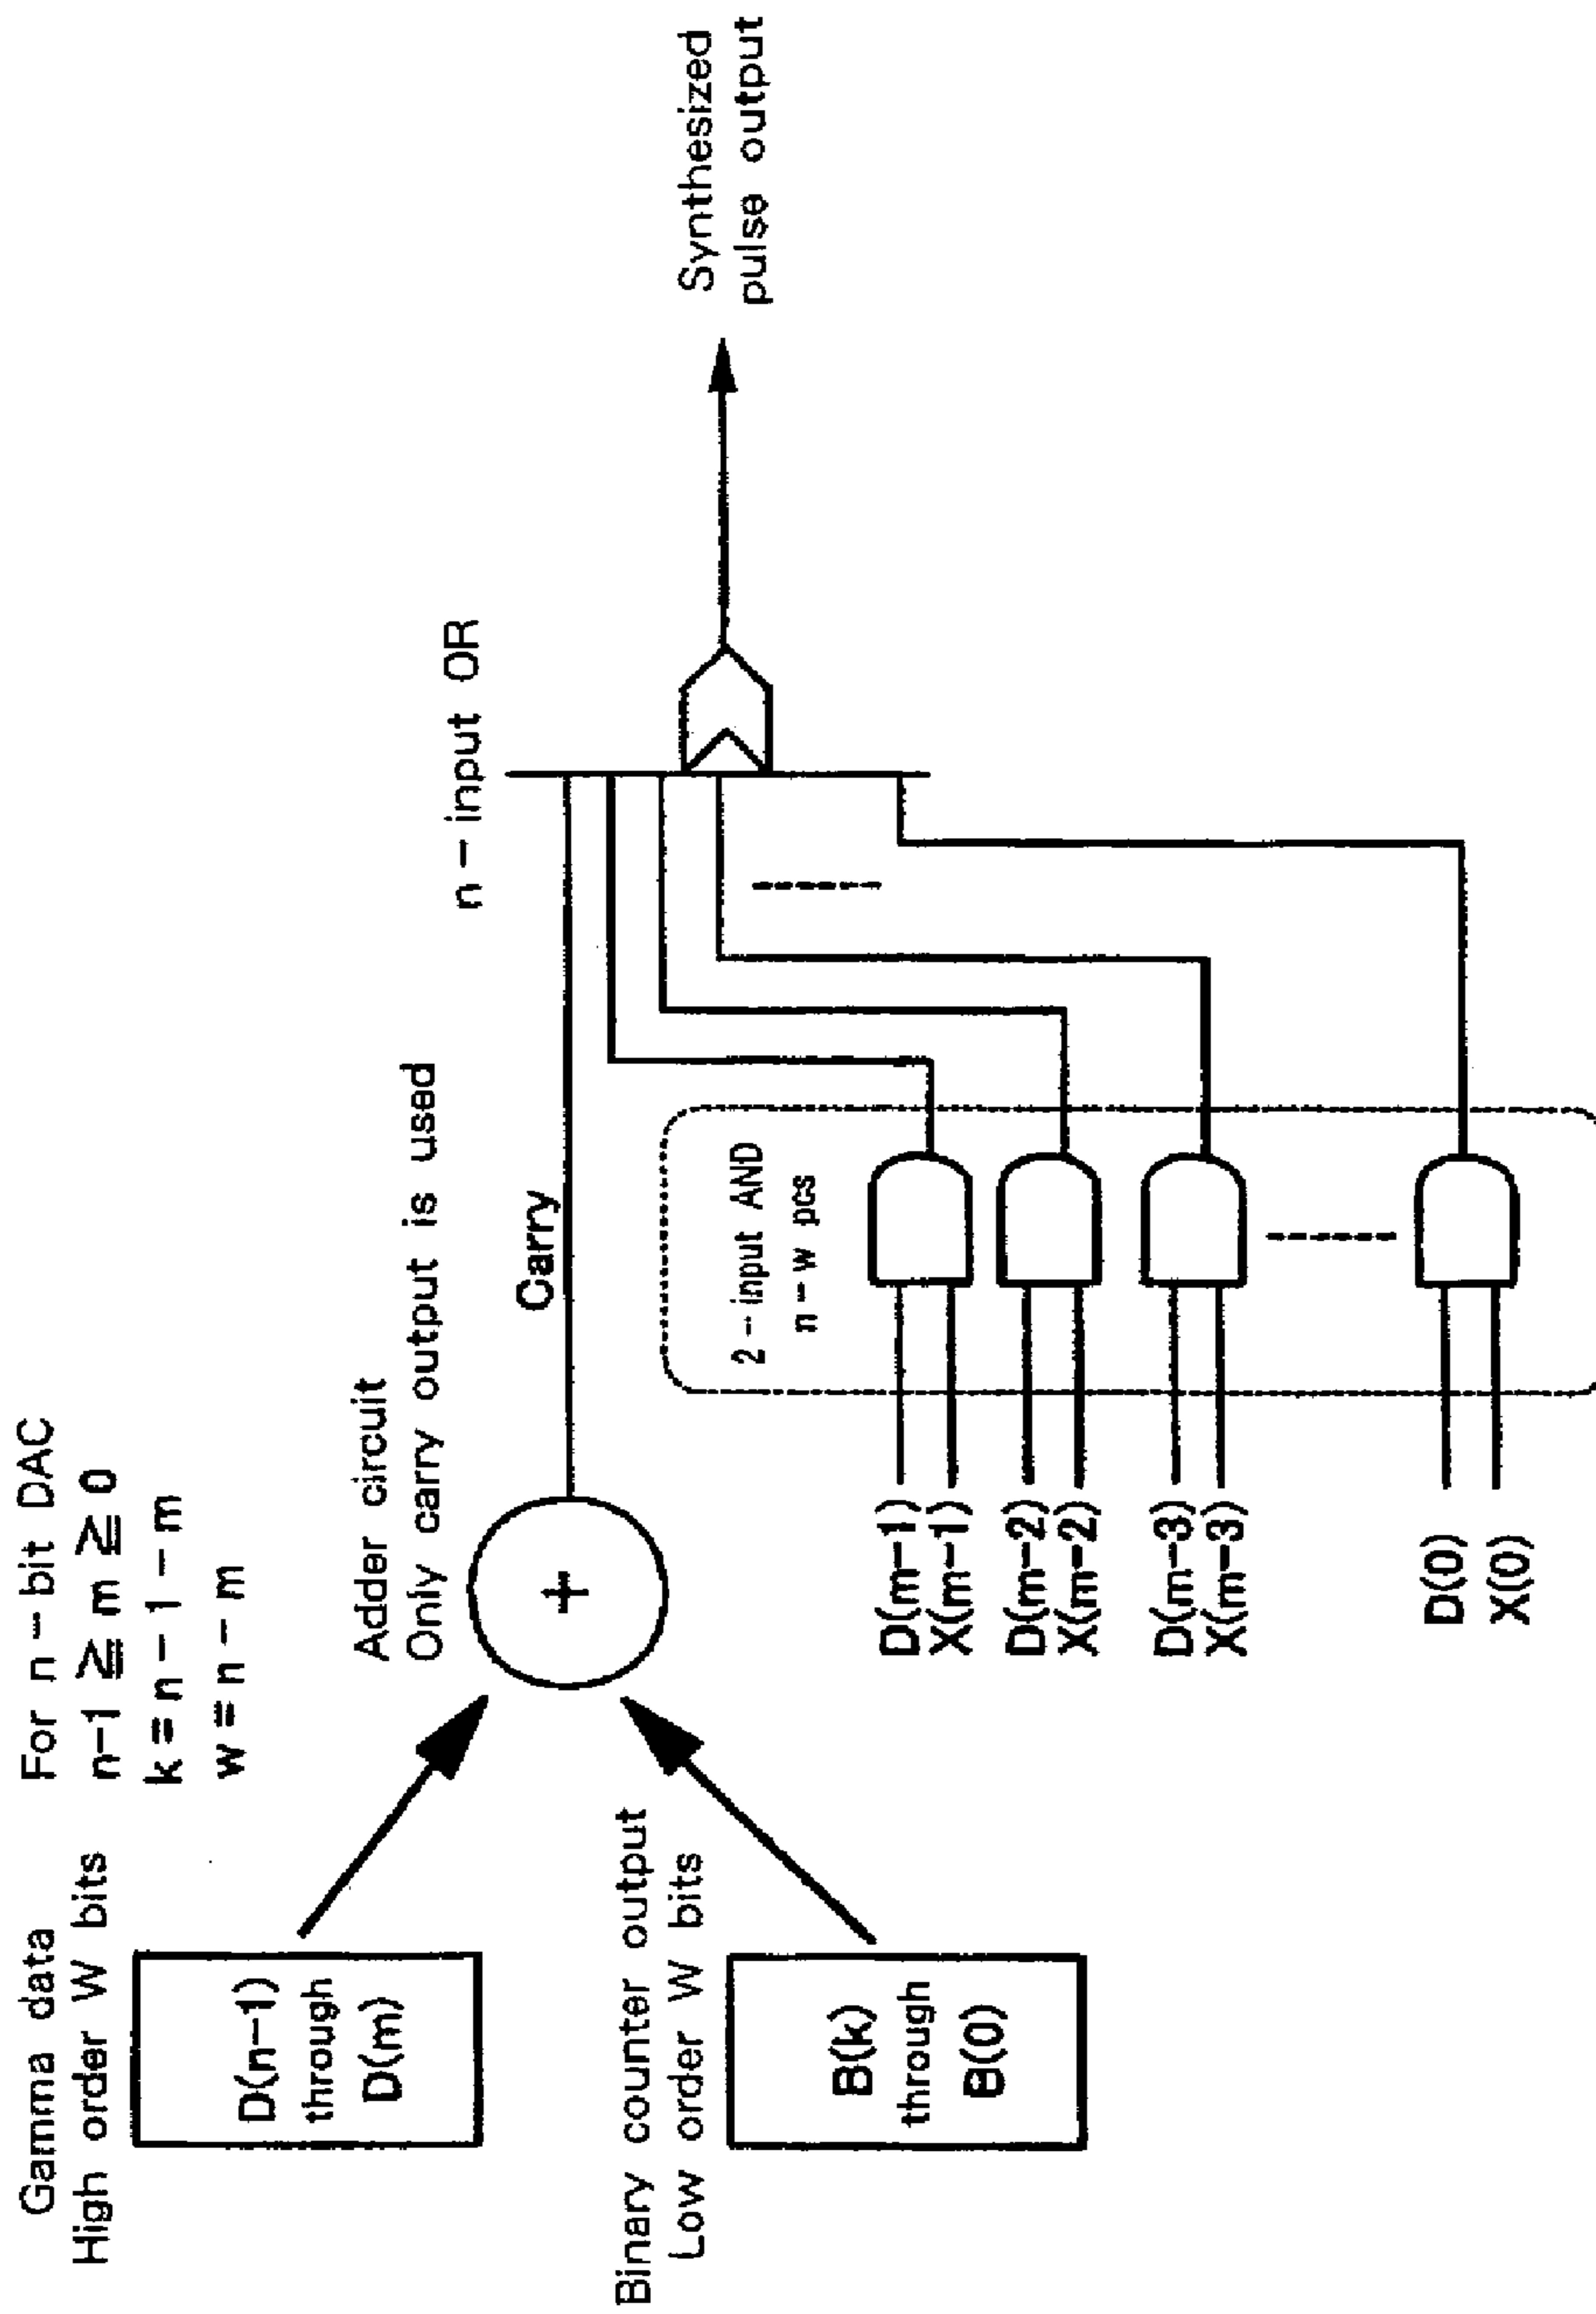 Gamma data
High order W bits
For n-bit DAC
n-1 ≧ m ≧ 0
k = n - 1 - m
w = n - m
D(n-1)
through
D(m)
Binary counter output
Low order W bits
B(k)
through
B(0)
Adder circuit
Only carry output is used
+
Carry
n-input OR
Synthesized
pulse output
2-input AND
n-w pcs
D(m-1)
X(m-1)
D(m-2)
X(m-2)
D(m-3)
X(m-3)
D(0)
X(0)